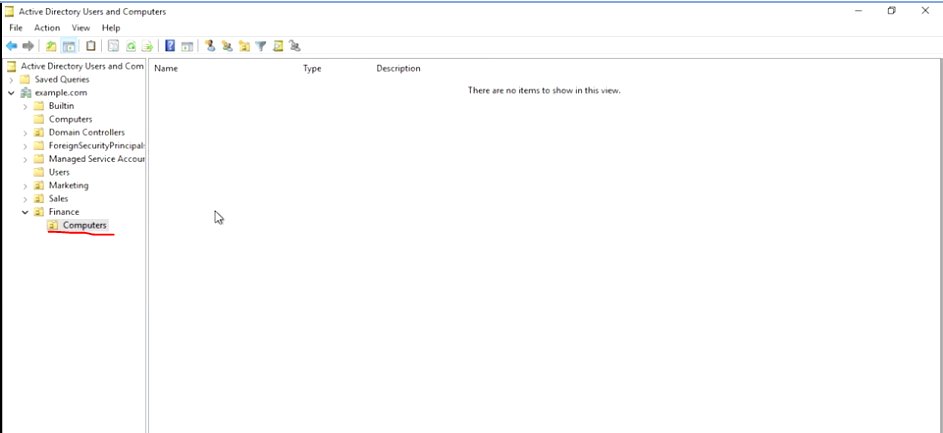 Active Directory Users and Computers
File Action View Help
Active Directory Users and Com
Saved Queries
example.com
Builtin
Computers
Domain Controllers
ForeignSecurityPrincipals
Managed Service Accour
Users
Marketing
Sales
Finance
Computers
Name Type Description
There are no items to show in this view.